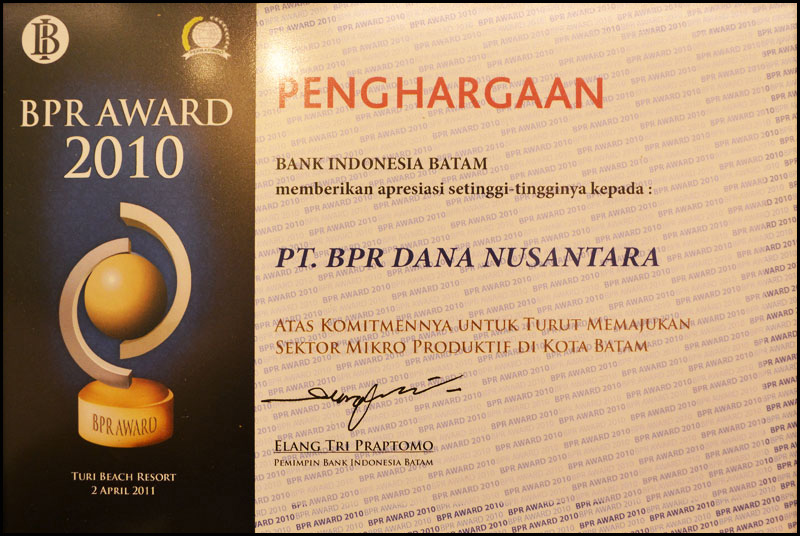 BPR AWARD
2010
BPR AWARD
TURI BEACH RESORT
2 APRIL 2011
PENGHARGAAN
BANK INDONESIA BATAM
memberikan apresiasi setinggi-tingginya kepada :
PT. BPR DANA NUSANTARA
ATAS KOMITMENNYA UNTUK TURUT MEMAJUKAN
SEKTOR MIKRO PRODUKTIF DI KOTA BATAM
ELANG TRI PRAPTOMO
PEMIMPIN BANK INDONESIA BATAM